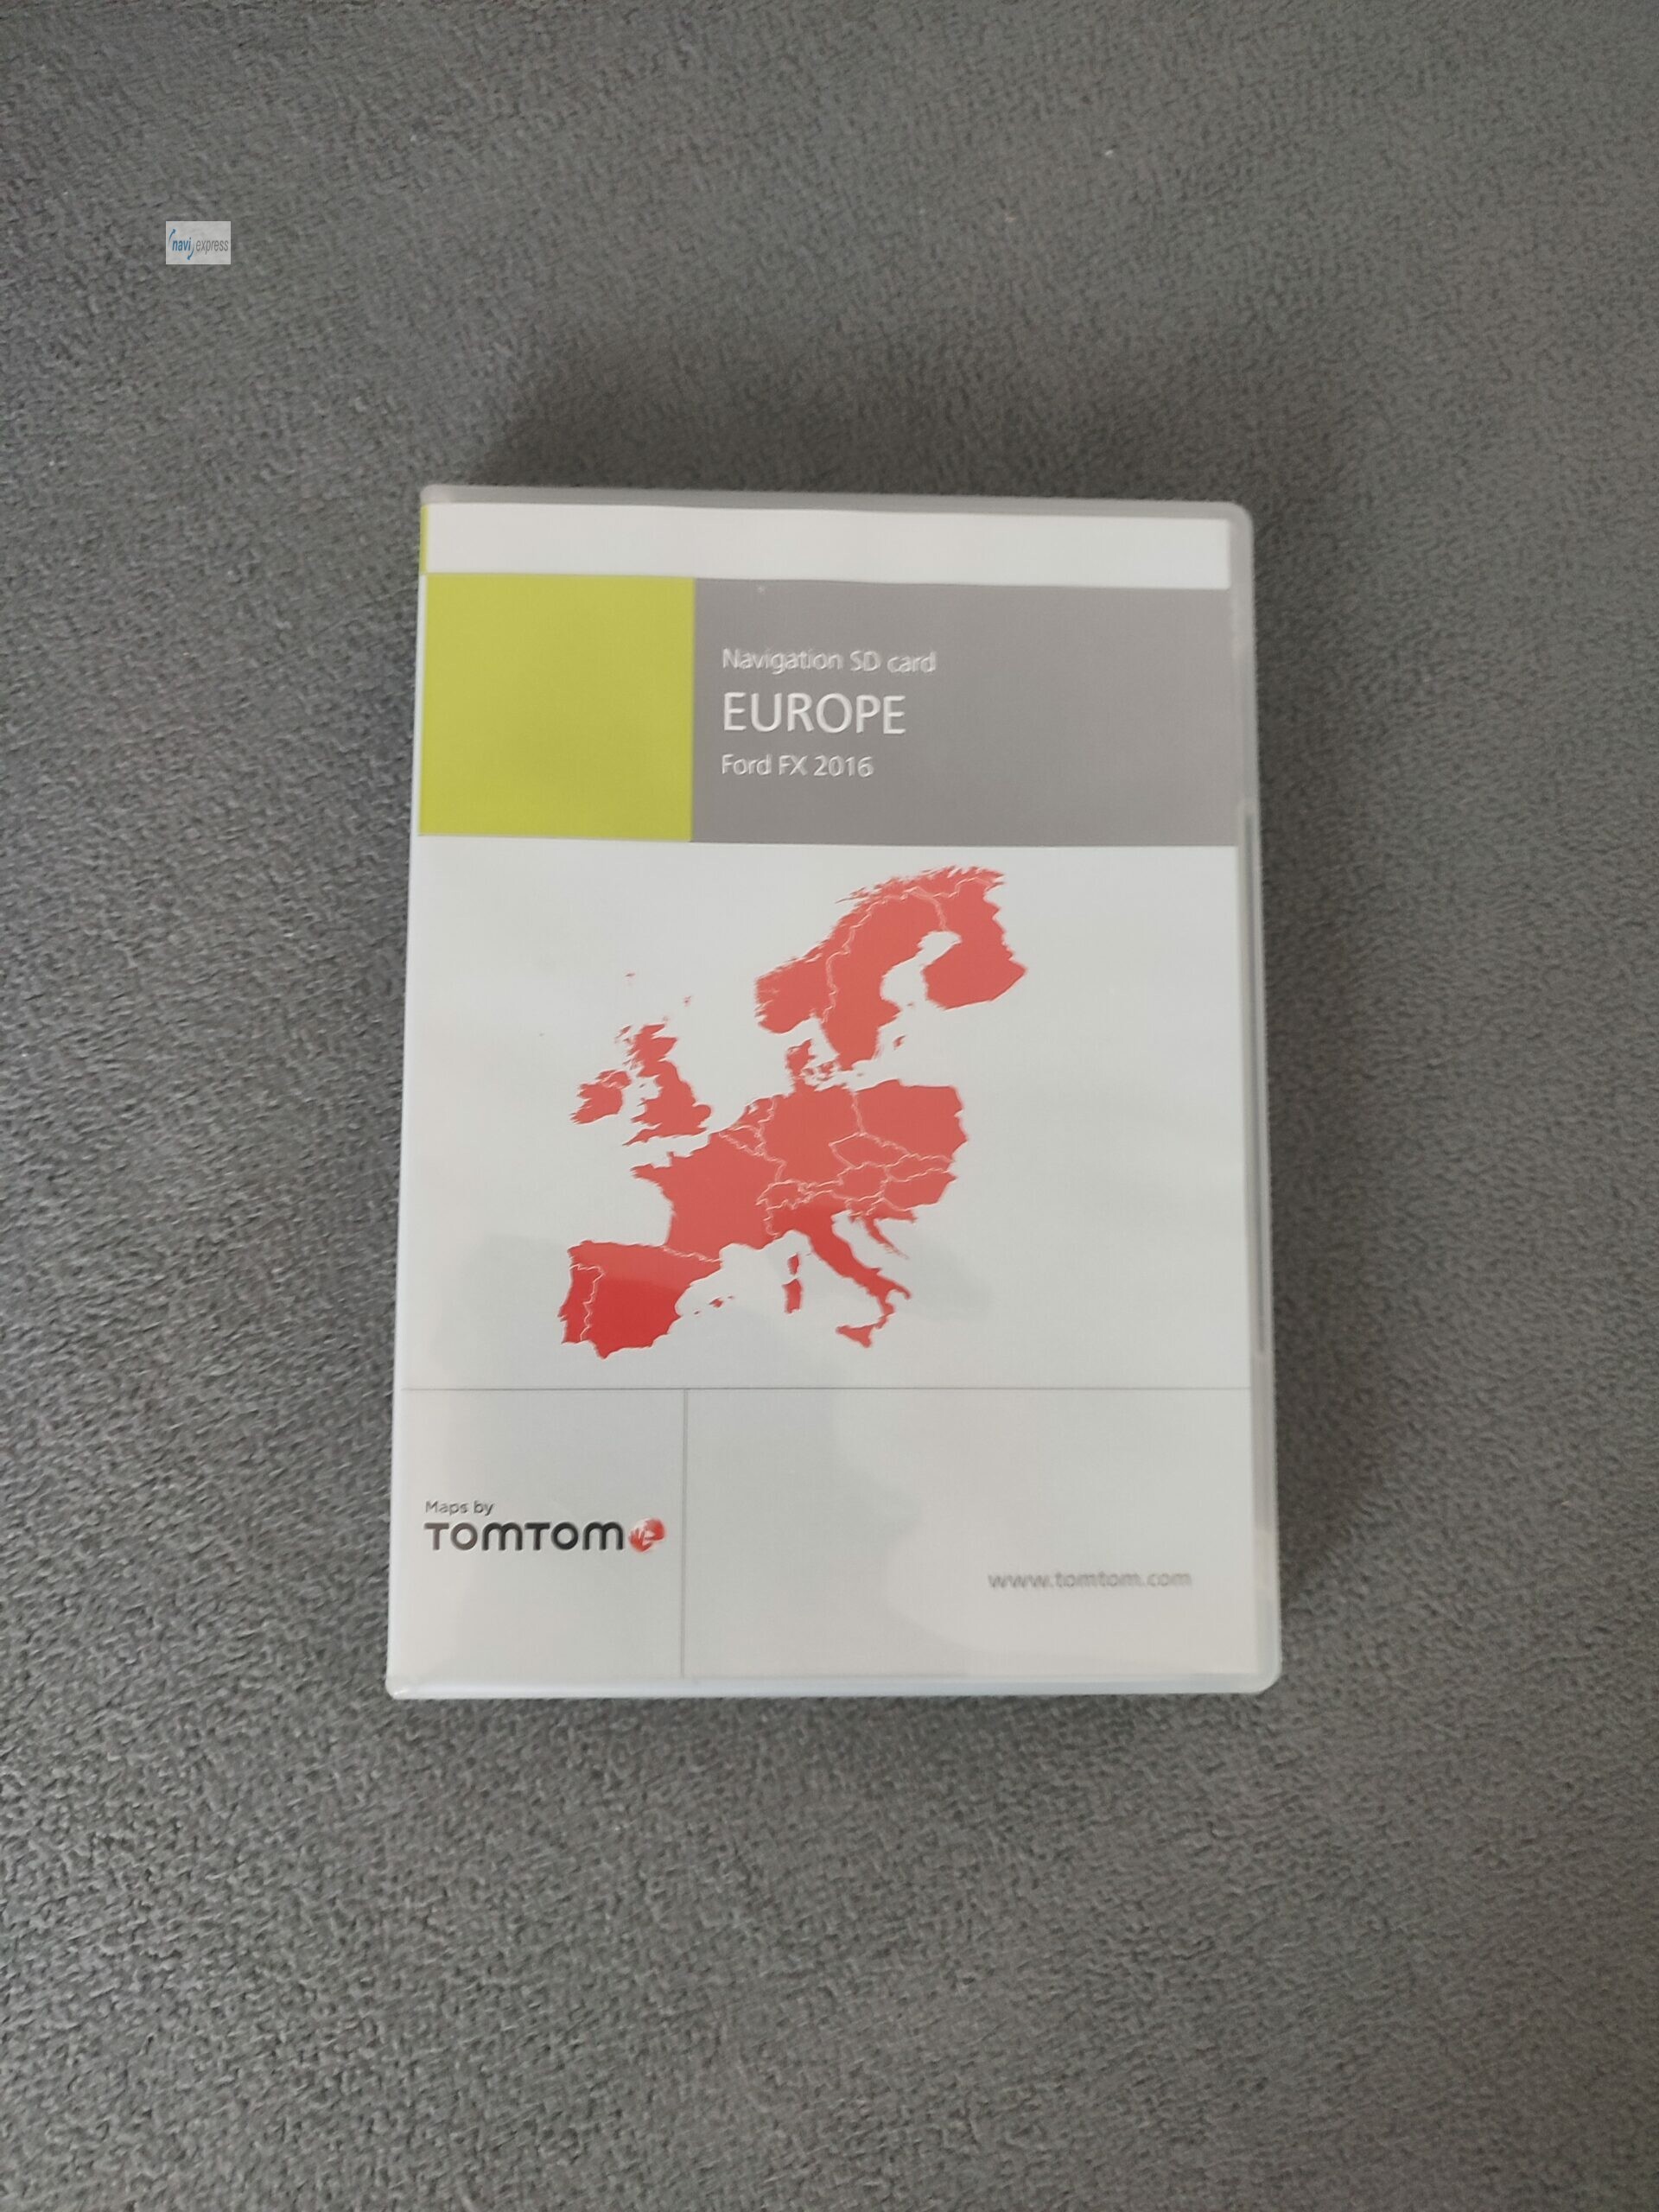 navi express
Navigation SD card
EUROPE
Ford FX 2016
Maps by
TOMTOM
www.tomtom.com